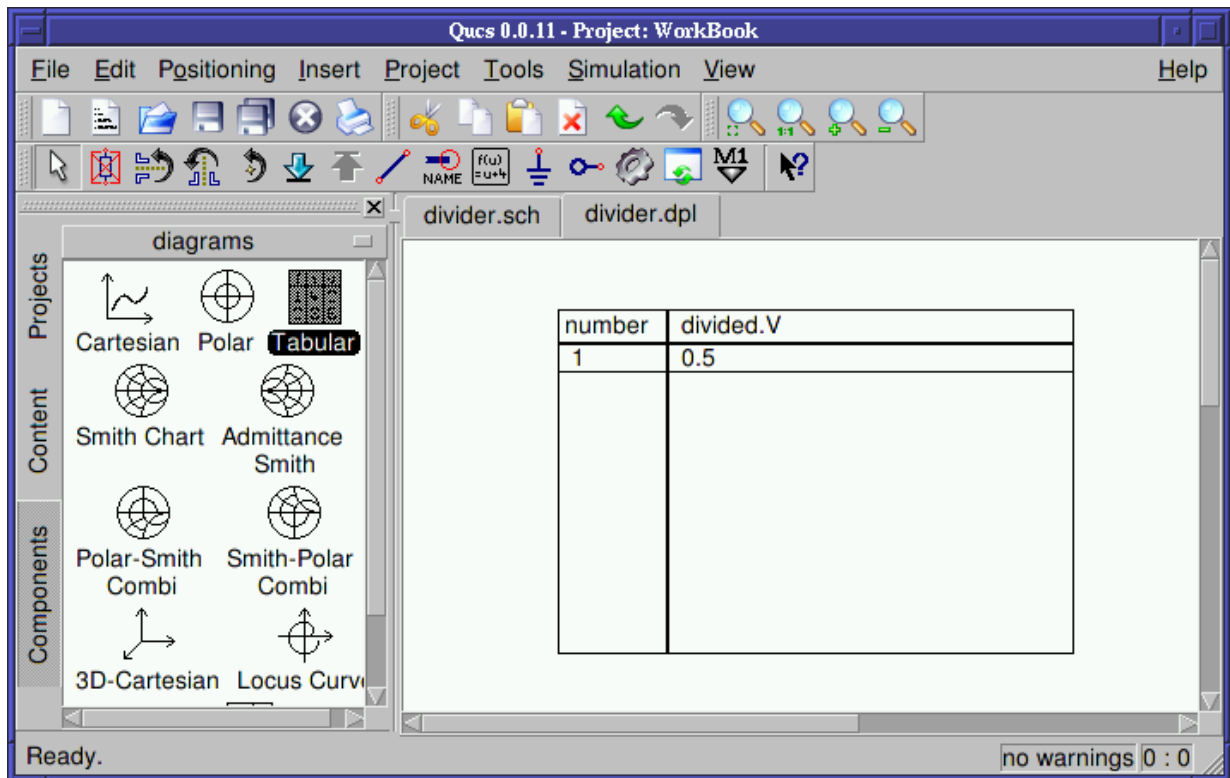 Qucs 0.0.11 - Project: WorkBook
File Edit Positioning Insert Project Tools Simulation View Help
1:1
NAME f(u) =u+4 M1 ?
divider.sch divider.dpl
diagrams
Projects
Content
Components
Cartesian Polar Tabular
Smith Chart Admittance
Smith
Polar-Smith Smith-Polar
Combi Combi
3D-Cartesian Locus Curv
number divided.V
1 0.5
Ready. no warnings 0 : 0